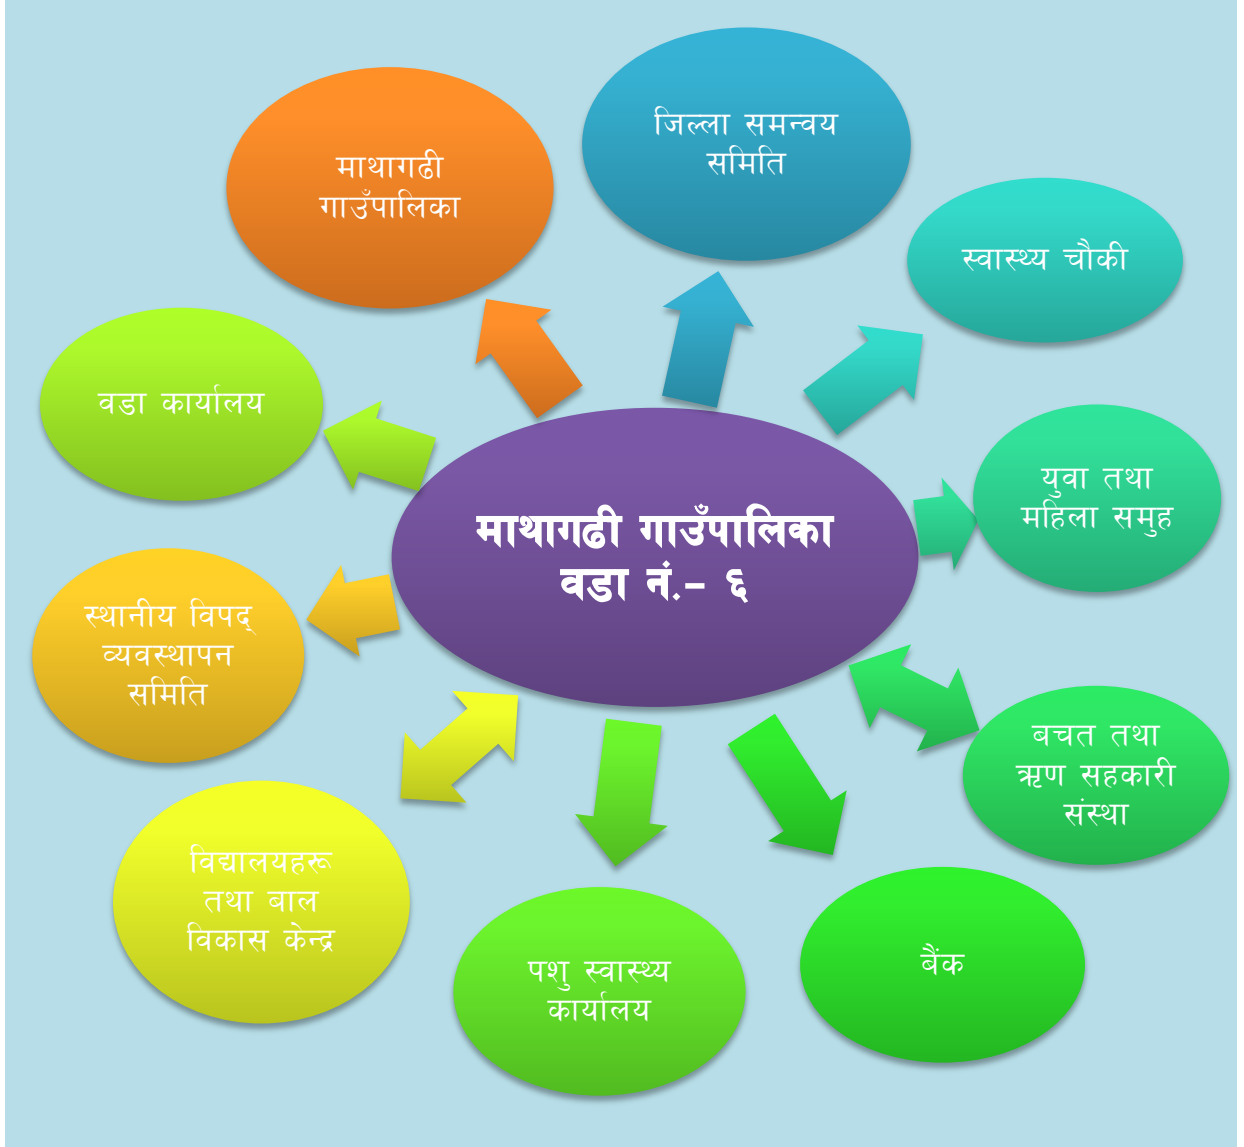 जिल्ला समन्वय
समिति
माथागढी
गाउँपालिका
स्वास्थ्य चौकी
वडा कार्यालय
युवा तथा
महिला समुह
माथागढी गाउँपालिका
वडा नं.– ६
स्थानीय विपद्
व्यवस्थापन
समिति
बचत तथा
ऋण सहकारी
संस्था
विद्यालयहरू
तथा बाल
विकास केन्द्र
पशु स्वास्थ्य
कार्यालय
बैंक